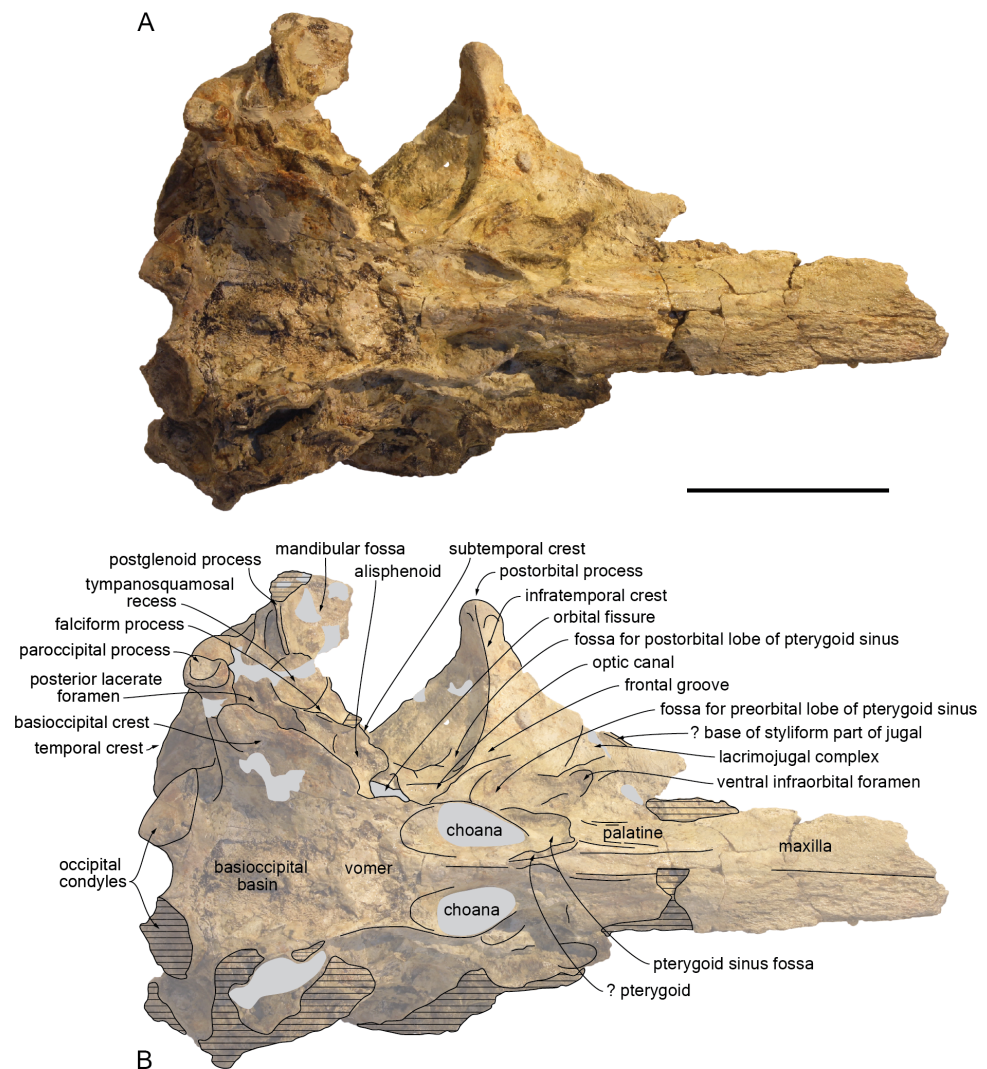 A
mandibular fossa
subtemporal crest
postglenoid process
alisphenoid
postorbital process
tympanosquamosal
recess
infratemporal crest
falciform process
orbital fissure
paroccipital process
fossa for postorbital lobe of pterygoid sinus
posterior lacerate
foramen
optic canal
frontal groove
basioccipital crest
fossa for preorbital lobe of pterygoid sinus
temporal crest
? base of styliform part of jugal
lacrimojugal complex
ventral infraorbital foramen
choana
palatine
maxilla
occipital
condyles
basioccipital
basin
vomer
choana
pterygoid sinus fossa
? pterygoid
B